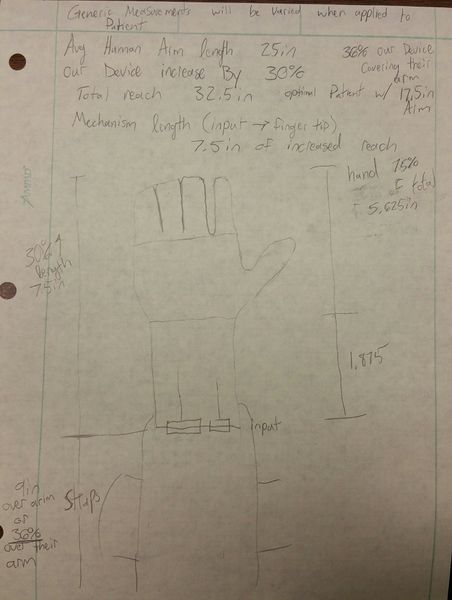 Generic Measurements will be varied when applied to
Patient
Avg Human Arm length 25in
our Device increase By 30%
Total reach 32.5in
36% our Device
Covering their
arm
optimal Patient w/ 17.5in
Arm
Mechanism length (input → finger tip)
7.5in of increased reach
hand 75%
of total
5.625in
30% of
length
7.5in
1.875
input
Straps
9in
over arm
or
36%
over their
arm